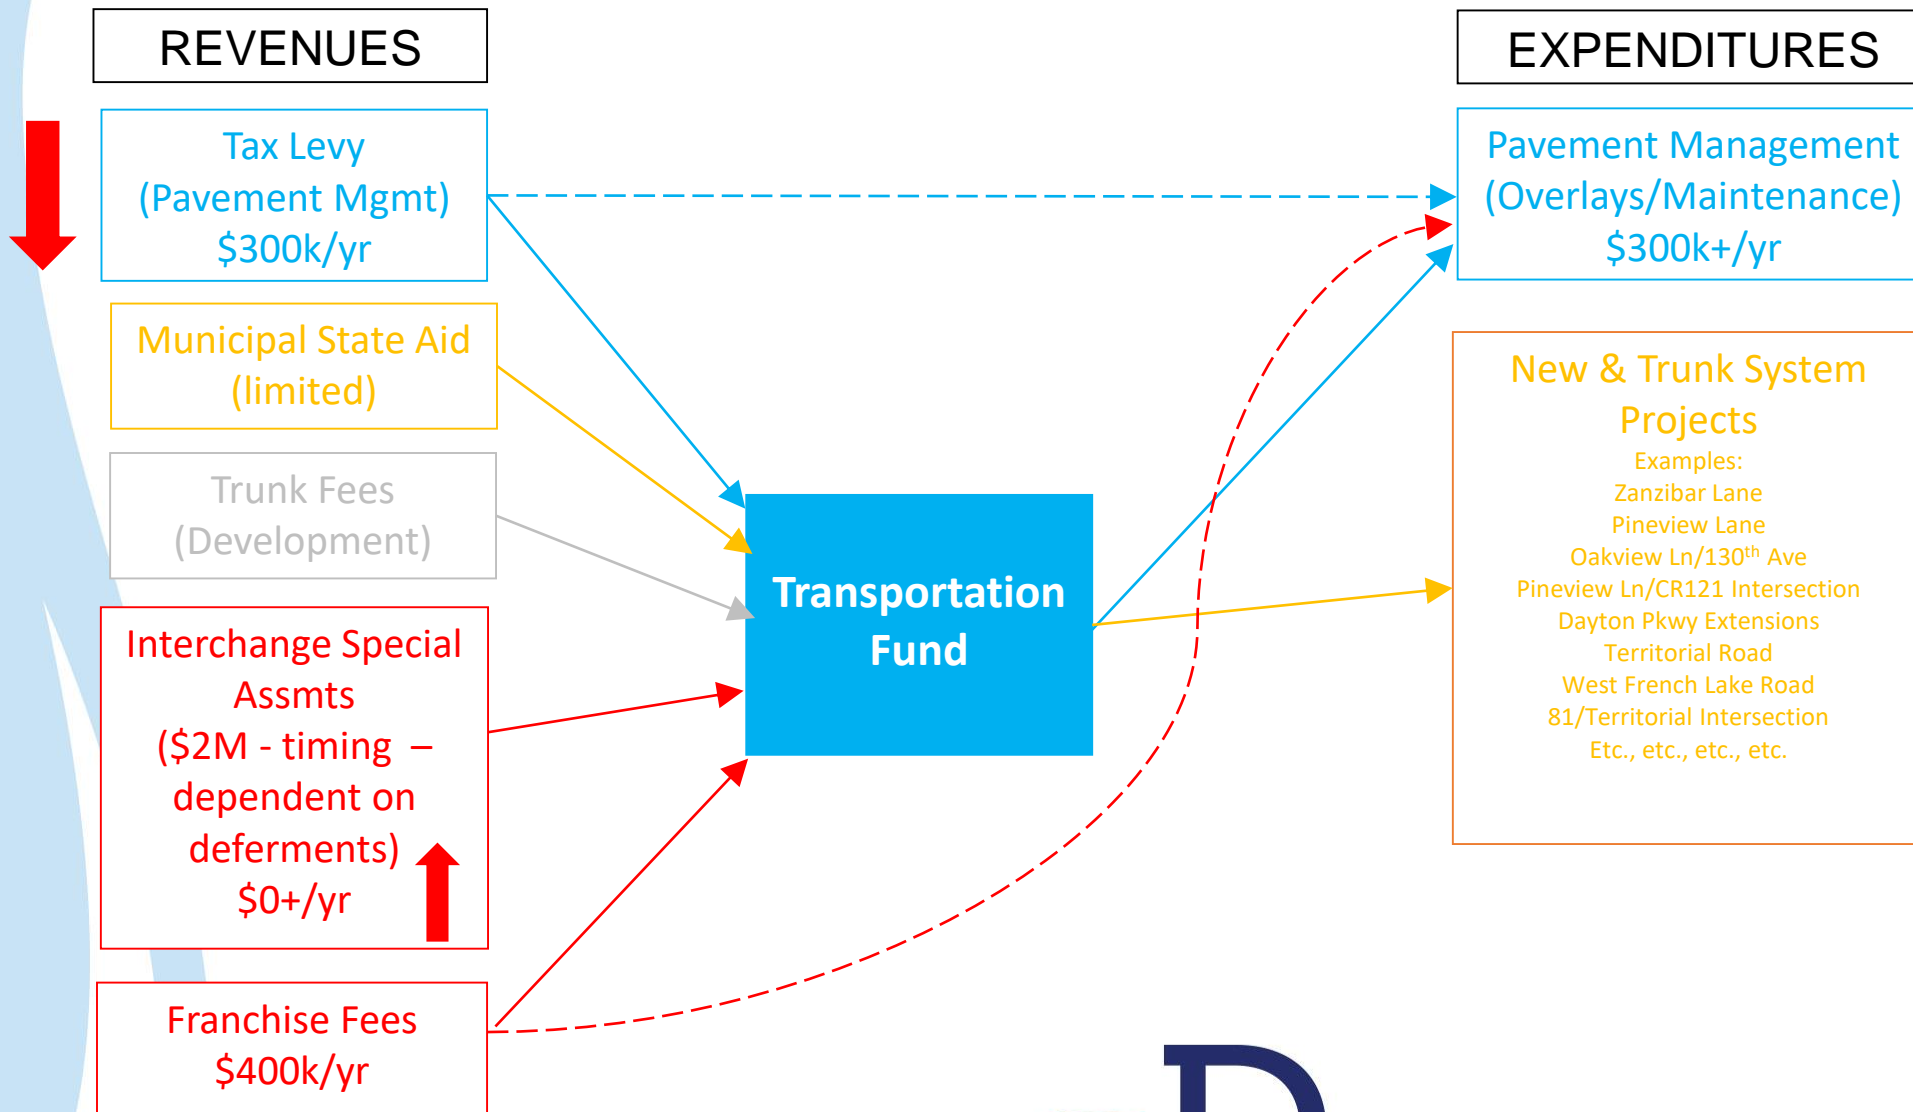 REVENUES
Tax Levy
(Pavement Mgmt)
$300k/yr
Municipal State Aid
(limited)
Trunk Fees
(Development)
Interchange Special
Assmts
($2M - timing –
dependent on
deferments)
$0+/yr
Franchise Fees
$400k/yr
Transportation
Fund
EXPENDITURES
Pavement Management
(Overlays/Maintenance)
$300k+/yr
New & Trunk System
Projects
Examples:
Zanzibar Lane
Pineview Lane
Oakview Ln/130th Ave
Pineview Ln/CR121 Intersection
Dayton Pkwy Extensions
Territorial Road
West French Lake Road
81/Territorial Intersection
Etc., etc., etc., etc.
D